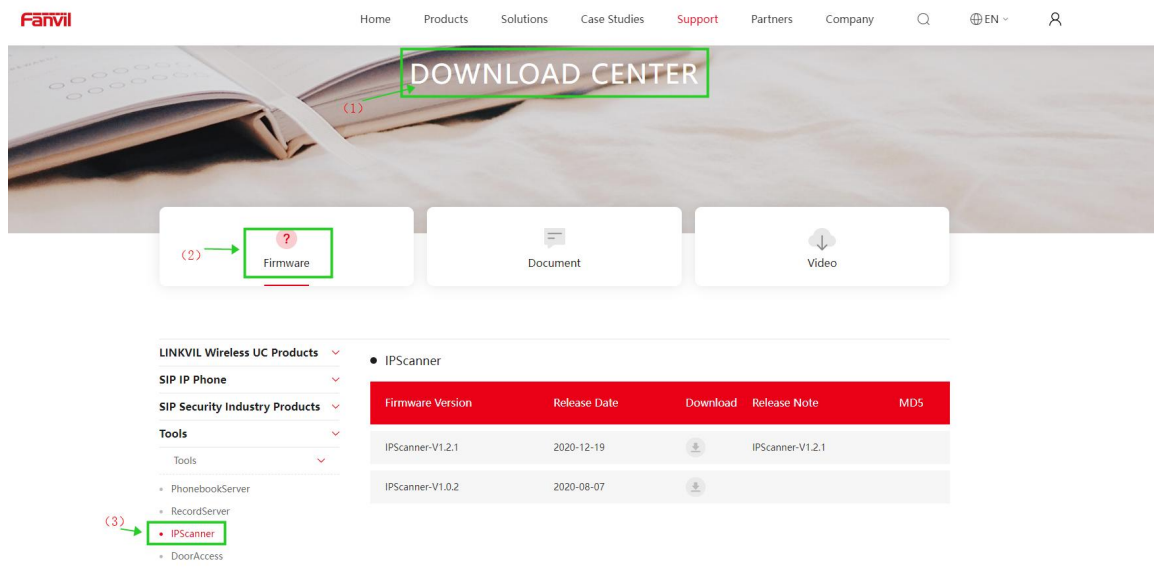 Fanvil Home Products Solutions Case Studies Support Partners Company EN
DOWNLOAD CENTER
(1)
(2)
?
Firmware
Document
Video
LINKVIL Wireless UC Products
SIP IP Phone
SIP Security Industry Products
Tools
Tools
PhonebookServer
RecordServer
(3)
IPScanner
DoorAccess
IPScanner
Firmware Version Release Date Download Release Note MD5
IPScanner-V1.2.1 2020-12-19 IPScanner-V1.2.1
IPScanner-V1.0.2 2020-08-07